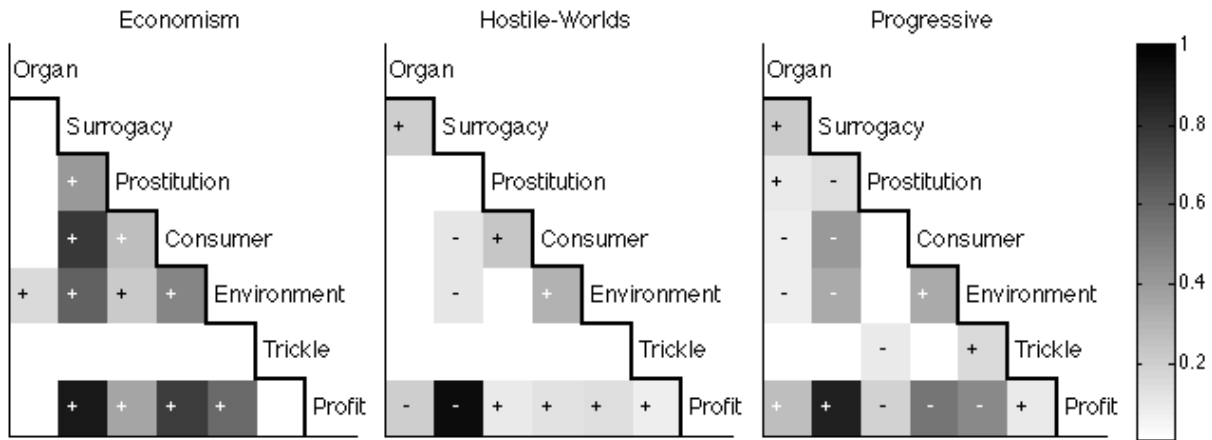 Economism Hostile-Worlds Progressive
Organ Organ Organ 1
+ Surrogacy + Surrogacy 0.8
Surrogacy
+ Prostitution Prostitution + - Prostitution
+ + Consumer - + Consumer - - Consumer 0.6
+ + + + Environment - + Environment - - + Environment 0.4
Trickle Trickle - + Trickle 0.2
+ + + + Profit - - + + + + Profit + + - - - + Profit